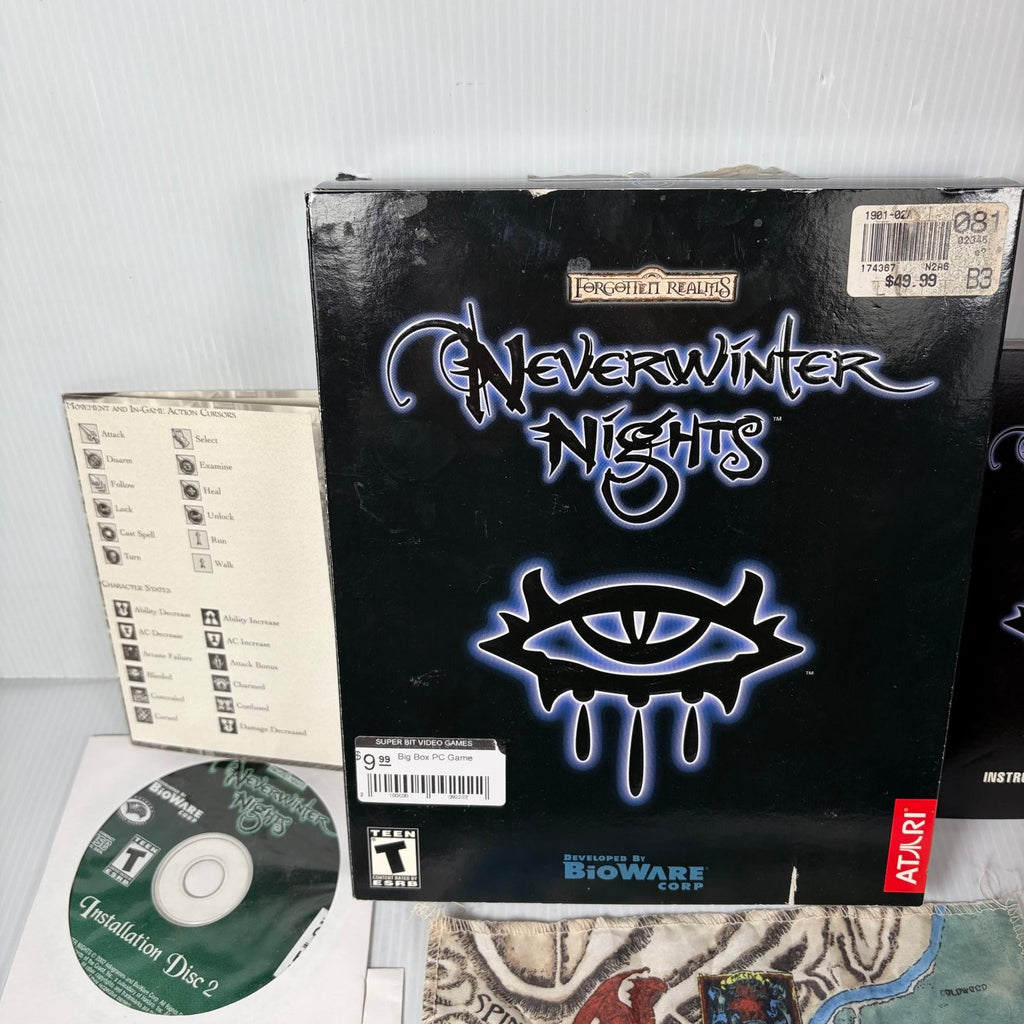 1901-02
081
02345
174367 N2A6
$49.99 B3
FORGOTTEN REALMS
NEVERWINTER
NIGHTS™
™
SUPER BIT VIDEO GAMES
$9.99 Big Box PC Game
TEEN
T
CONTENT RATED BY
ESRB
DEVELOPED BY
BIOWARE
CORP
ATARI
MOVEMENT AND IN-GAME ACTION CURSORS
Attack Select
Disarm Examine
Follow Heal
Lock Unlock
Cast Spell Run
Turn Walk
CHARACTER STATES
Ability Decrease Ability Increase
AC Decrease AC Increase
Arcane Failure Attack Bonus
Blinded Charmed
Concealed Confused
Cursed Damage Decreased
BIOWARE
CORP
NEVERWINTER
NIGHTS
TEEN
T
ESRB
Installation Disc 2
INSTRU
SPIN
COLDWOOD